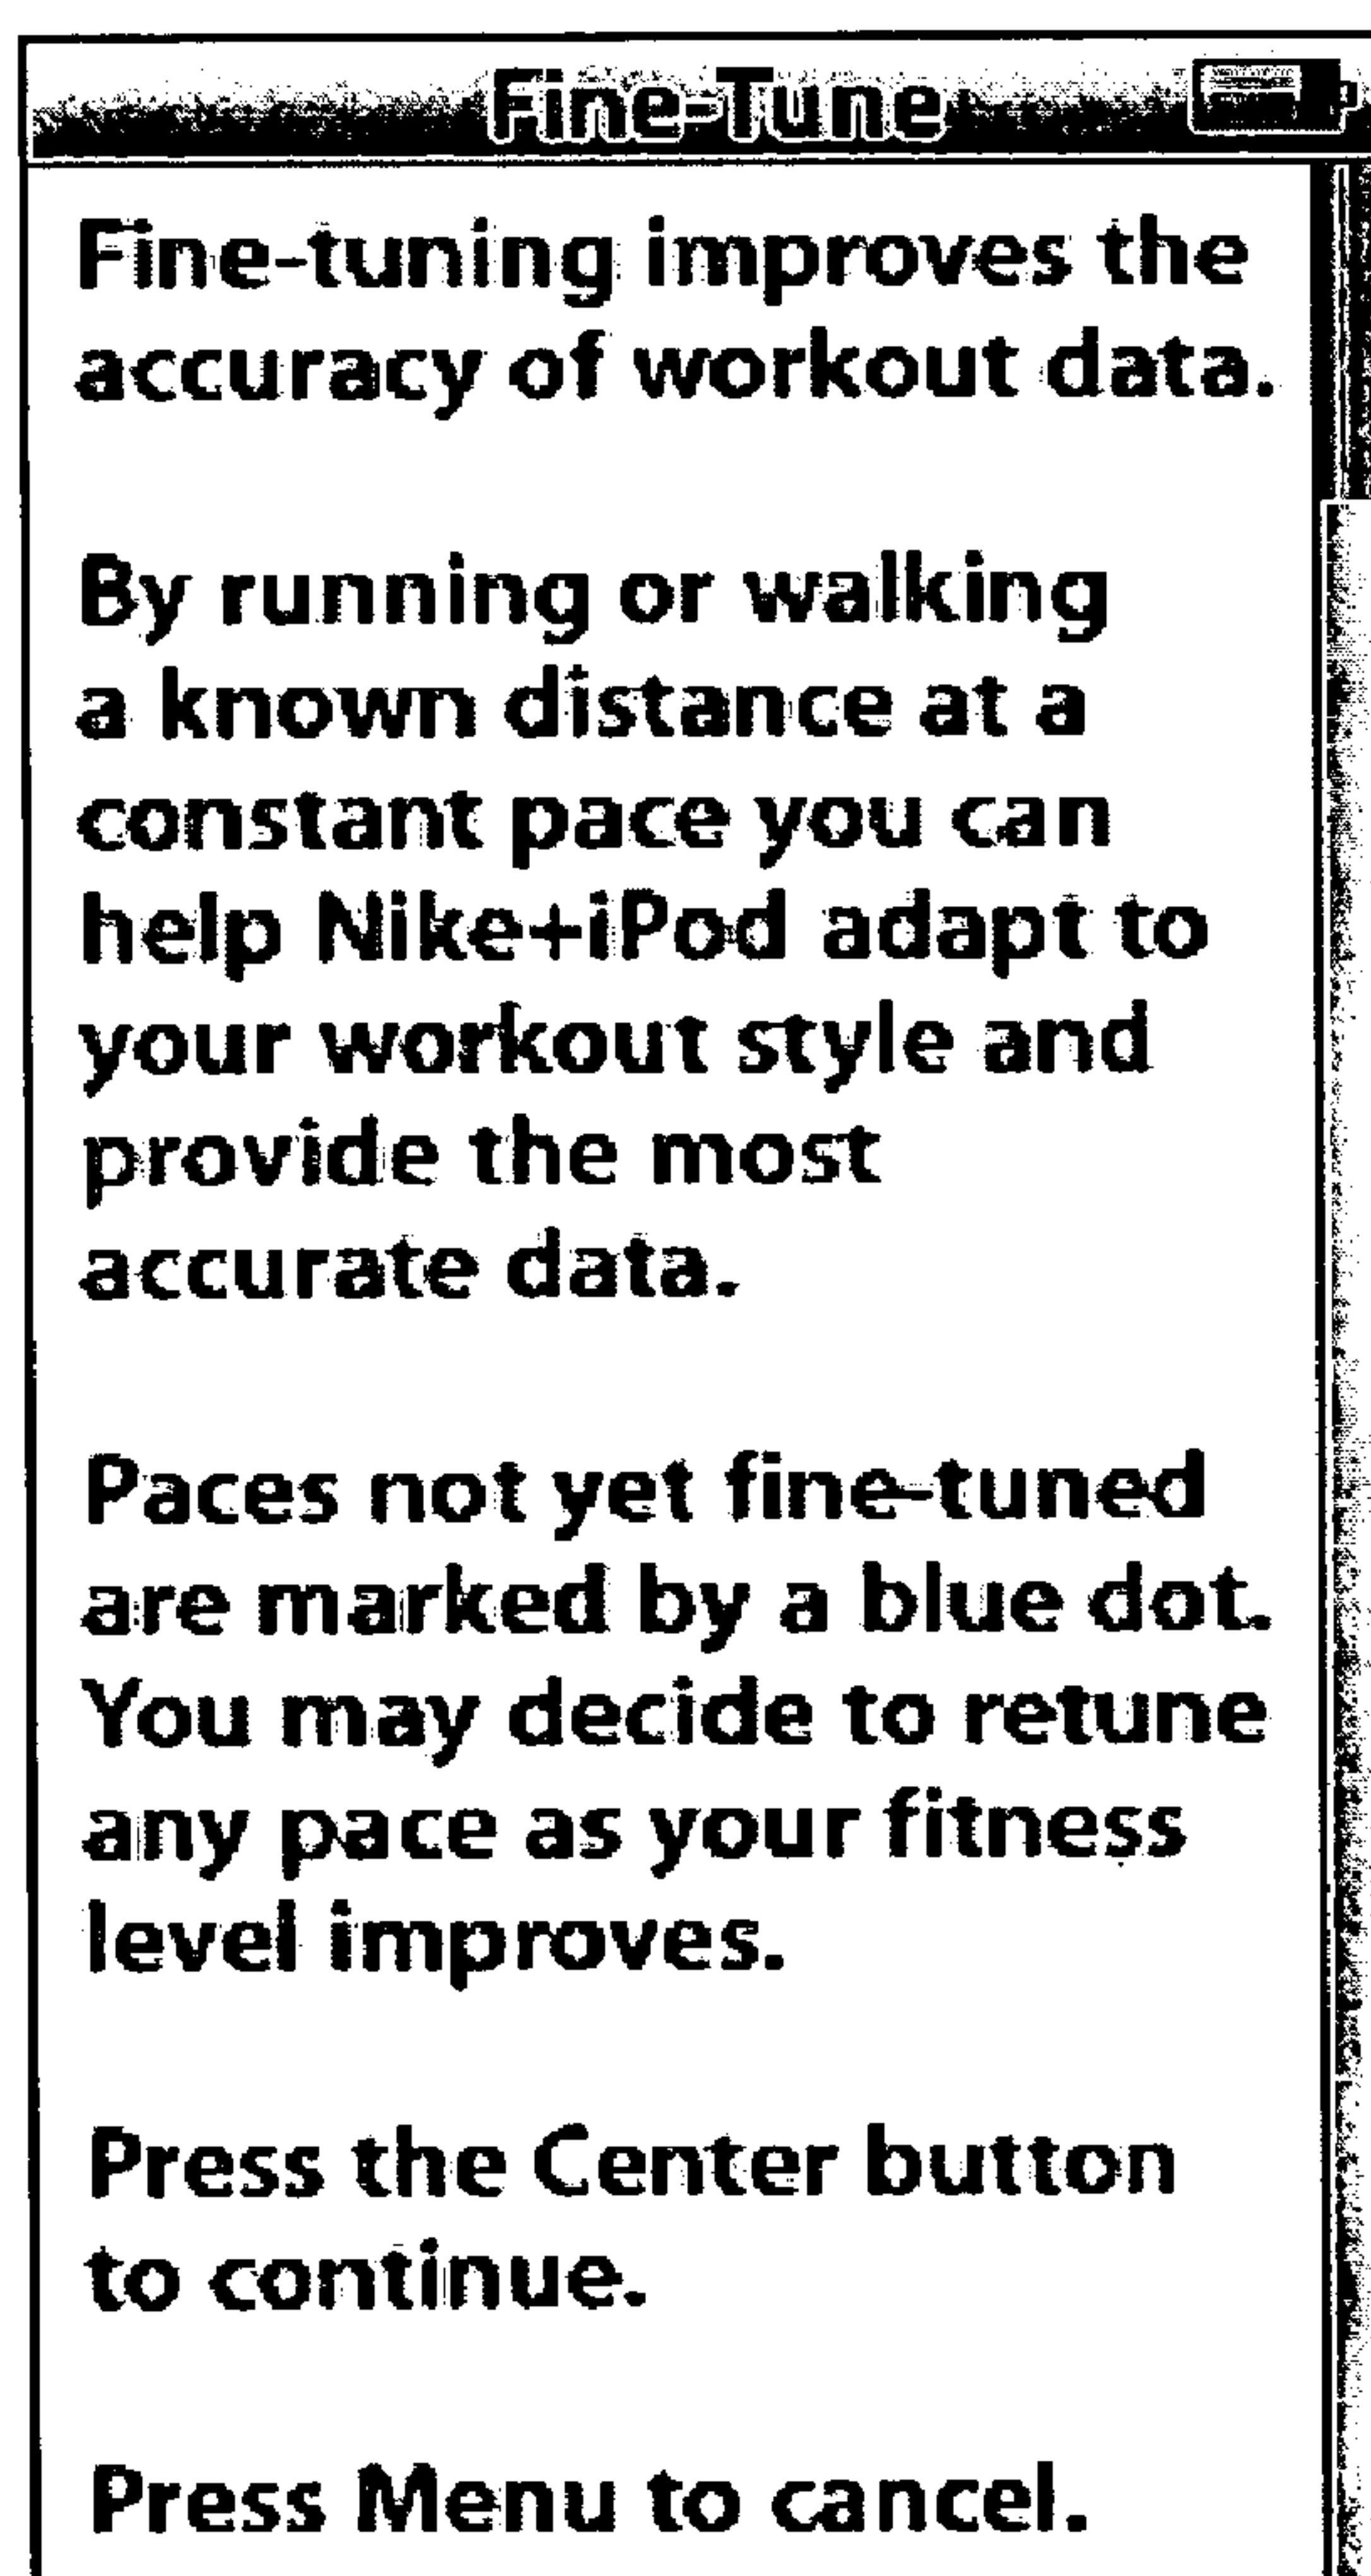 Fine-Tune
Fine-tuning improves the
accuracy of workout data.
By running or walking
a known distance at a
constant pace you can
help Nike+iPod adapt to
your workout style and
provide the most
accurate data.
Paces not yet fine-tuned
are marked by a blue dot.
You may decide to retune
any pace as your fitness
level improves.
Press the Center button
to continue.
Press Menu to cancel.